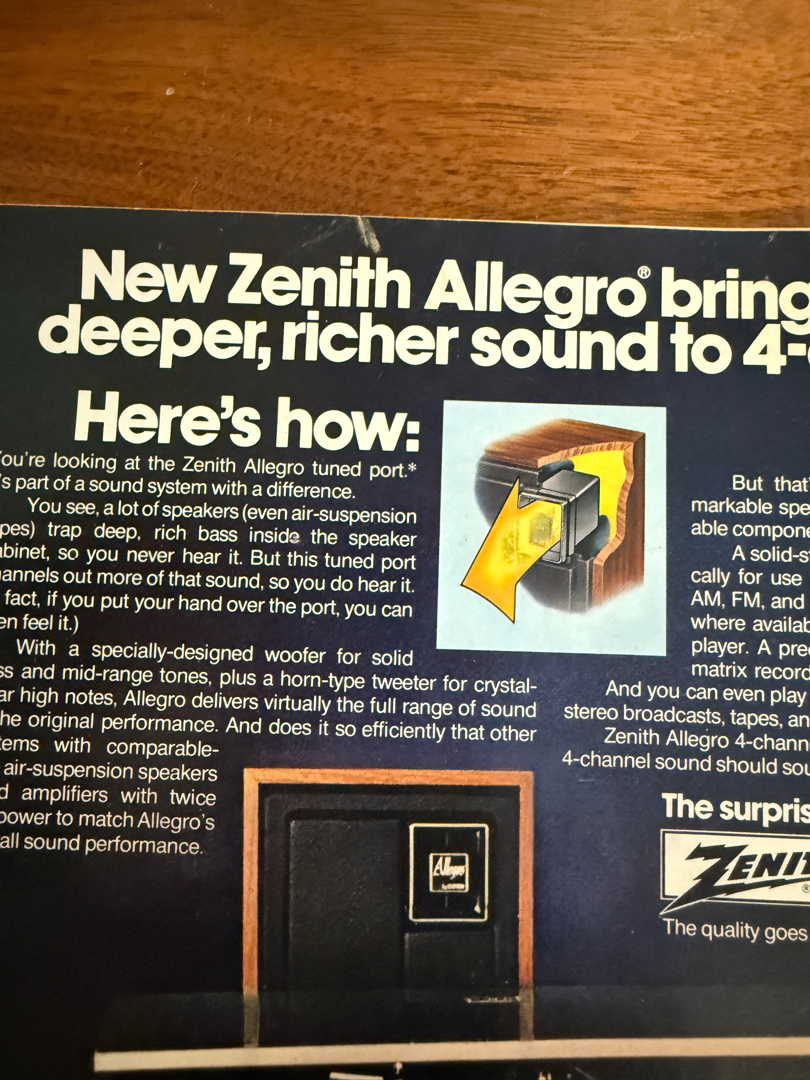 New Zenith Allegro® bring
deeper, richer sound to 4-
Here's how:
You're looking at the Zenith Allegro tuned port.*
's part of a sound system with a difference.
You see, a lot of speakers (even air-suspension
pes) trap deep, rich bass inside the speaker
abinet, so you never hear it. But this tuned port
hannels out more of that sound, so you do hear it.
fact, if you put your hand over the port, you can
en feel it.)
With a specially-designed woofer for solid
ss and mid-range tones, plus a horn-type tweeter for crystal-
ar high notes, Allegro delivers virtually the full range of sound
he original performance. And does it so efficiently that other
tems with comparable-
air-suspension speakers
d amplifiers with twice
power to match Allegro's
all sound performance.
Allegro
But that'
markable spe
able compone
A solid-st
cally for use
AM, FM, and
where availab
player. A pre
matrix recor
And you can even play
stereo broadcasts, tapes, an
Zenith Allegro 4-chann
4-channel sound should sou
The surpris
ZENIT
®
The quality goes